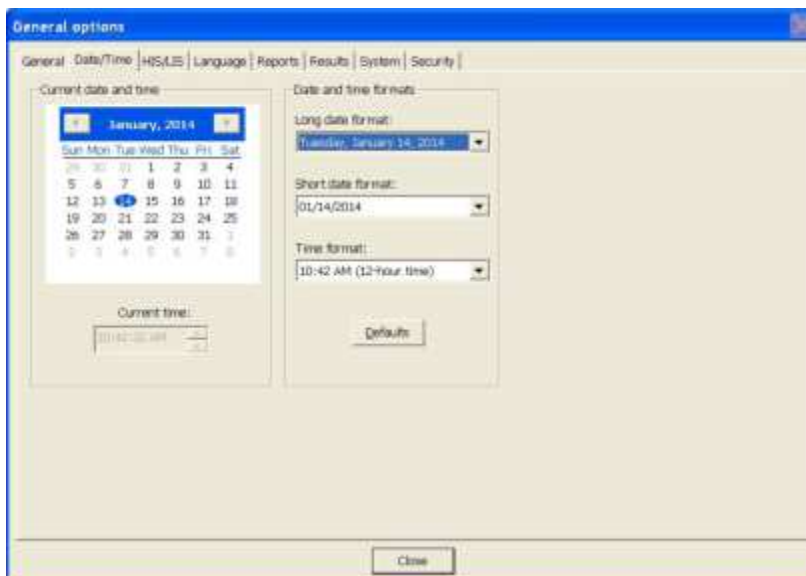 General options
General Date/Time HIS/LIS Language Reports Results System Security
Current date and time
January, 2014
Sun Mon Tue Wed Thu Fri Sat
29 30 31 1 2 3 4
5 6 7 8 9 10 11
12 13 14 15 16 17 18
19 20 21 22 23 24 25
26 27 28 29 30 31 1
2 3 4 5 6 7 8
Current time:
Date and time formats
Long date format:
Tuesday, January 14, 2014
Short date format:
01/14/2014
Time format:
10:42 AM (12-hour time)
Defaults
Close